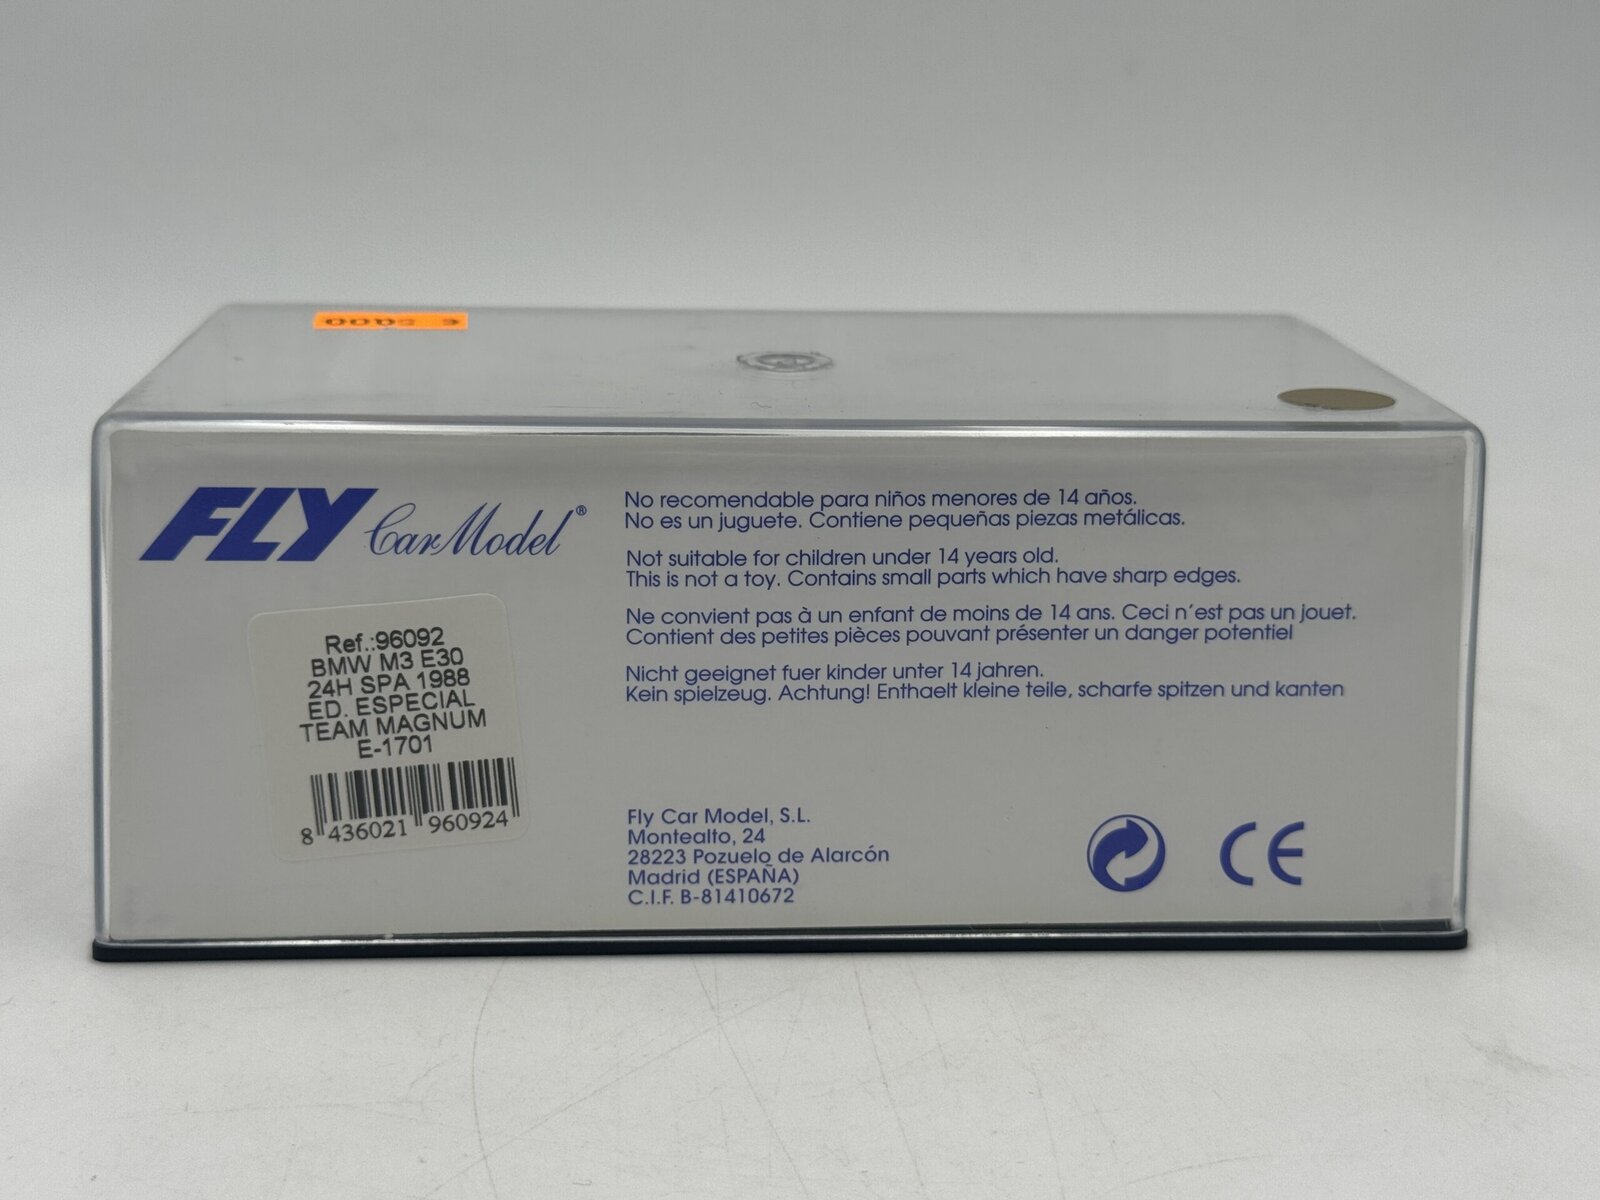 FLY Car Model®
Ref.:96092
BMW M3 E30
24H SPA 1988
ED. ESPECIAL
TEAM MAGNUM
E-1701
8 436021 960924
No recomendable para niños menores de 14 años.
No es un juguete. Contiene pequeñas piezas metálicas.
Not suitable for children under 14 years old.
This is not a toy. Contains small parts which have sharp edges.
Ne convient pas à un enfant de moins de 14 ans. Ceci n'est pas un jouet.
Contient des petites pièces pouvant présenter un danger potentiel
Nicht geeignet fuer kinder unter 14 jahren.
Kein spielzeug. Achtung! Enthaelt kleine teile, scharfe spitzen und kanten
Fly Car Model, S.L.
Montealto, 24
28223 Pozuelo de Alarcón
Madrid (ESPAÑA)
C.I.F. B-81410672
CE